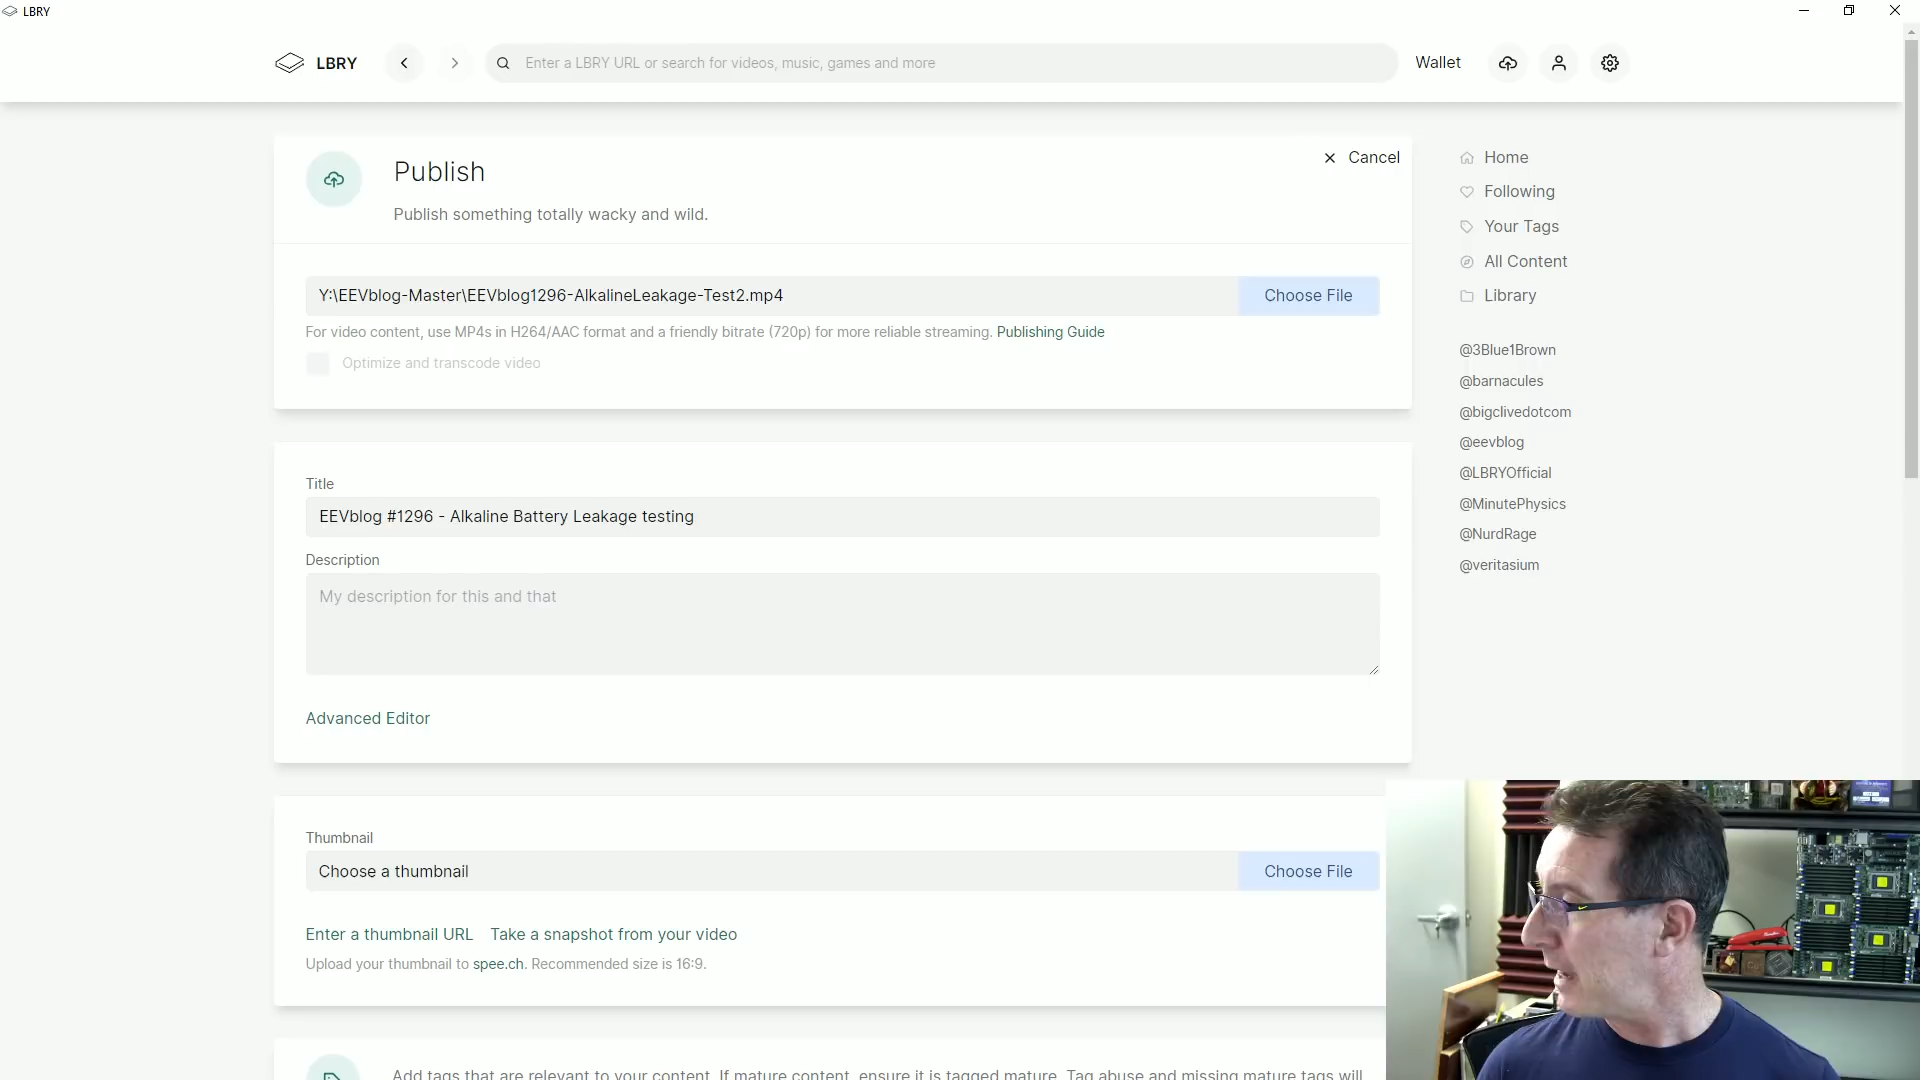 LBRY
LBRY
Enter a LBRY URL or search for videos, music, games and more
Wallet
Publish
Cancel
Publish something totally wacky and wild.
Y:\EEVblog-Master\EEVblog1296-AlkalineLeakage-Test2.mp4
Choose File
For video content, use MP4s in H264/AAC format and a friendly bitrate (720p) for more reliable streaming. Publishing Guide
Optimize and transcode video
Title
EEVblog #1296 - Alkaline Battery Leakage testing
Description
My description for this and that
Advanced Editor
Thumbnail
Choose a thumbnail
Choose File
Enter a thumbnail URL Take a snapshot from your video
Upload your thumbnail to spee.ch. Recommended size is 16:9.
Add tags that are relevant to your content. If mature content, ensure it is tagged mature. Tag abuse and missing mature tags will
Home
Following
Your Tags
All Content
Library
@3Blue1Brown
@barnacules
@bigclivedotcom
@eevblog
@LBRYOfficial
@MinutePhysics
@NurdRage
@veritasium